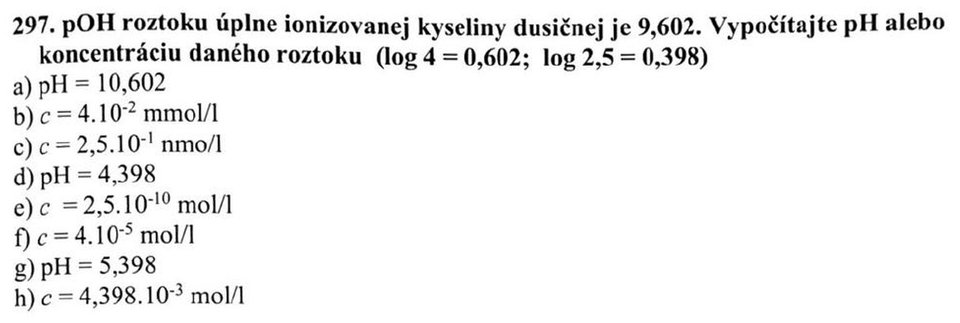 297. pOH roztoku úplne ionizovanej kyseliny dusičnej je 9,602. Vypočítajte pH alebo
koncentráciu daného roztoku (log 4 = 0,602; log 2,5 = 0,398)
a) pH = 10,602
b) c = 4.10⁻² mmol/l
c) c = 2,5.10⁻¹ nmo/l
d) pH = 4,398
e) c = 2,5.10⁻¹⁰ mol/l
f) c = 4.10⁻⁵ mol/l
g) pH = 5,398
h) c = 4,398.10⁻³ mol/l